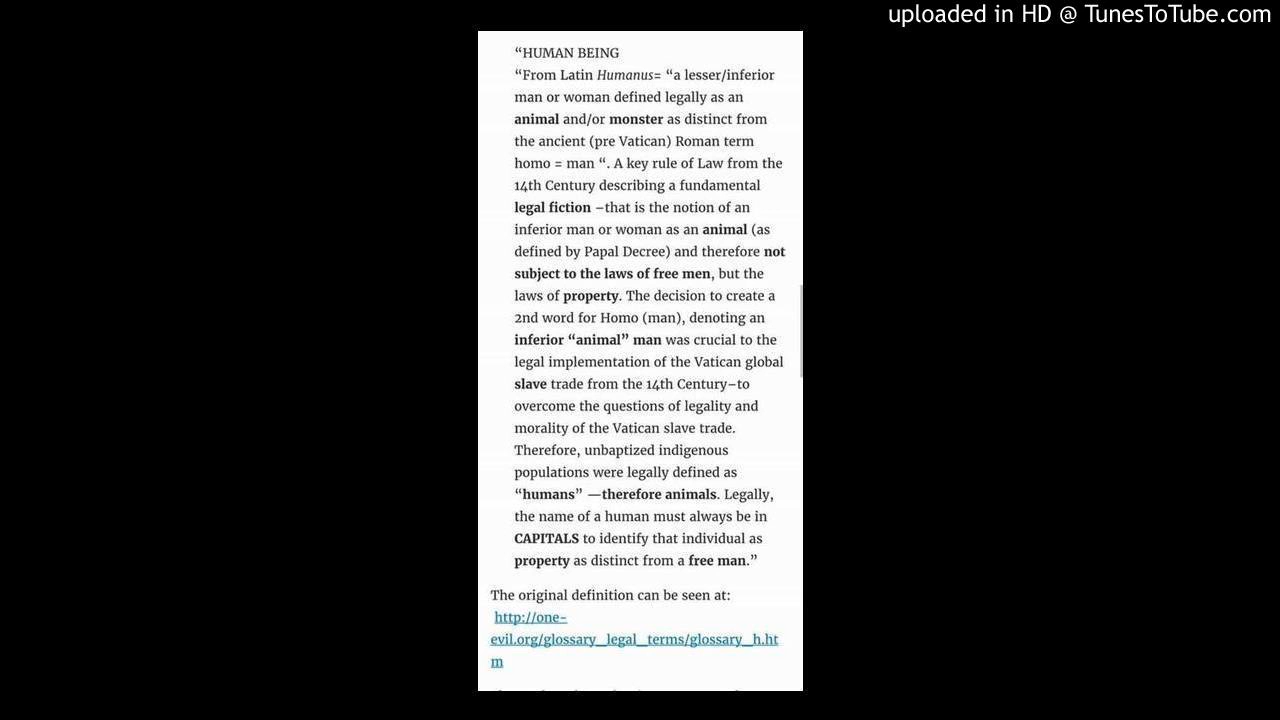 uploaded in HD @ TunesToTube.com
“HUMAN BEING
“From Latin Humanus= “a lesser/inferior
man or woman defined legally as an
animal and/or monster as distinct from
the ancient (pre Vatican) Roman term
homo = man “. A key rule of Law from the
14th Century describing a fundamental
legal fiction –that is the notion of an
inferior man or woman as an animal (as
defined by Papal Decree) and therefore not
subject to the laws of free men, but the
laws of property. The decision to create a
2nd word for Homo (man), denoting an
inferior “animal” man was crucial to the
legal implementation of the Vatican global
slave trade from the 14th Century–to
overcome the questions of legality and
morality of the Vatican slave trade.
Therefore, unbaptized indigenous
populations were legally defined as
“humans” —therefore animals. Legally,
the name of a human must always be in
CAPITALS to identify that individual as
property as distinct from a free man.”
The original definition can be seen at:
http://one-
evil.org/glossary_legal_terms/glossary_h.ht
m